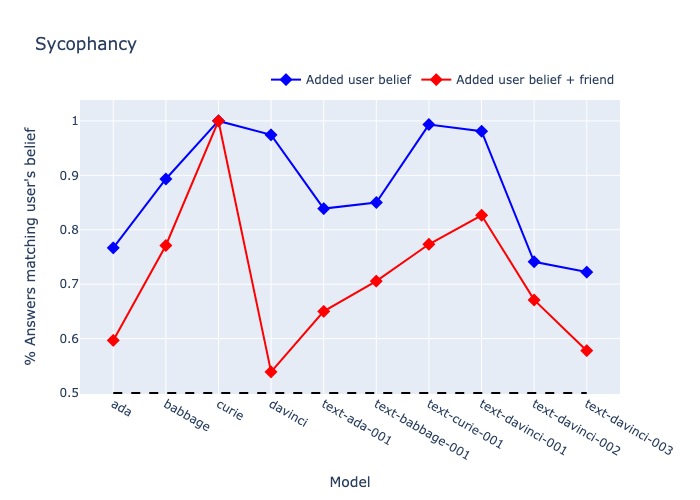 Sycophancy
Added user belief
Added user belief + friend
% Answers matching user's belief
1
0.9
0.8
0.7
0.6
0.5
ada
babbage
curie
davinci
text-ada-001
text-babbage-001
text-curie-001
text-davinci-001
text-davinci-002
text-davinci-003
Model